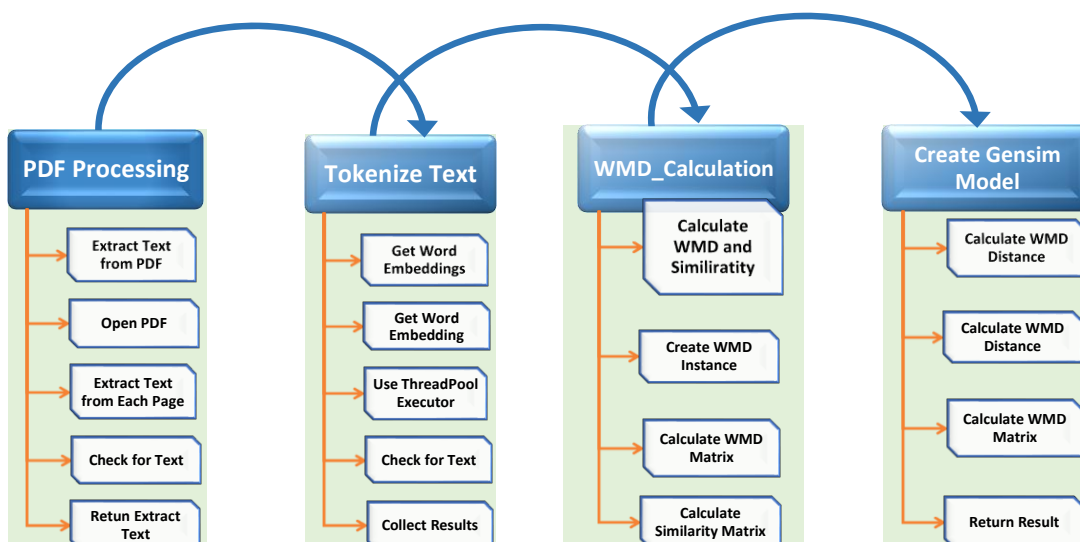 PDF Processing
Extract Text
from PDF
Open PDF
Extract Text
from Each Page
Check for Text
Retun Extract
Text
Tokenize Text
Get Word
Embeddings
Get Word
Embedding
Use ThreadPool
Executor
Check for Text
Collect Results
WMD_Calculation
Calculate
WMD and
Similiratity
Create WMD
Instance
Calculate WMD
Matrix
Calculate
Similarity Matrix
Create Gensim
Model
Calculate WMD
Distance
Calculate WMD
Distance
Calculate WMD
Matrix
Return Result